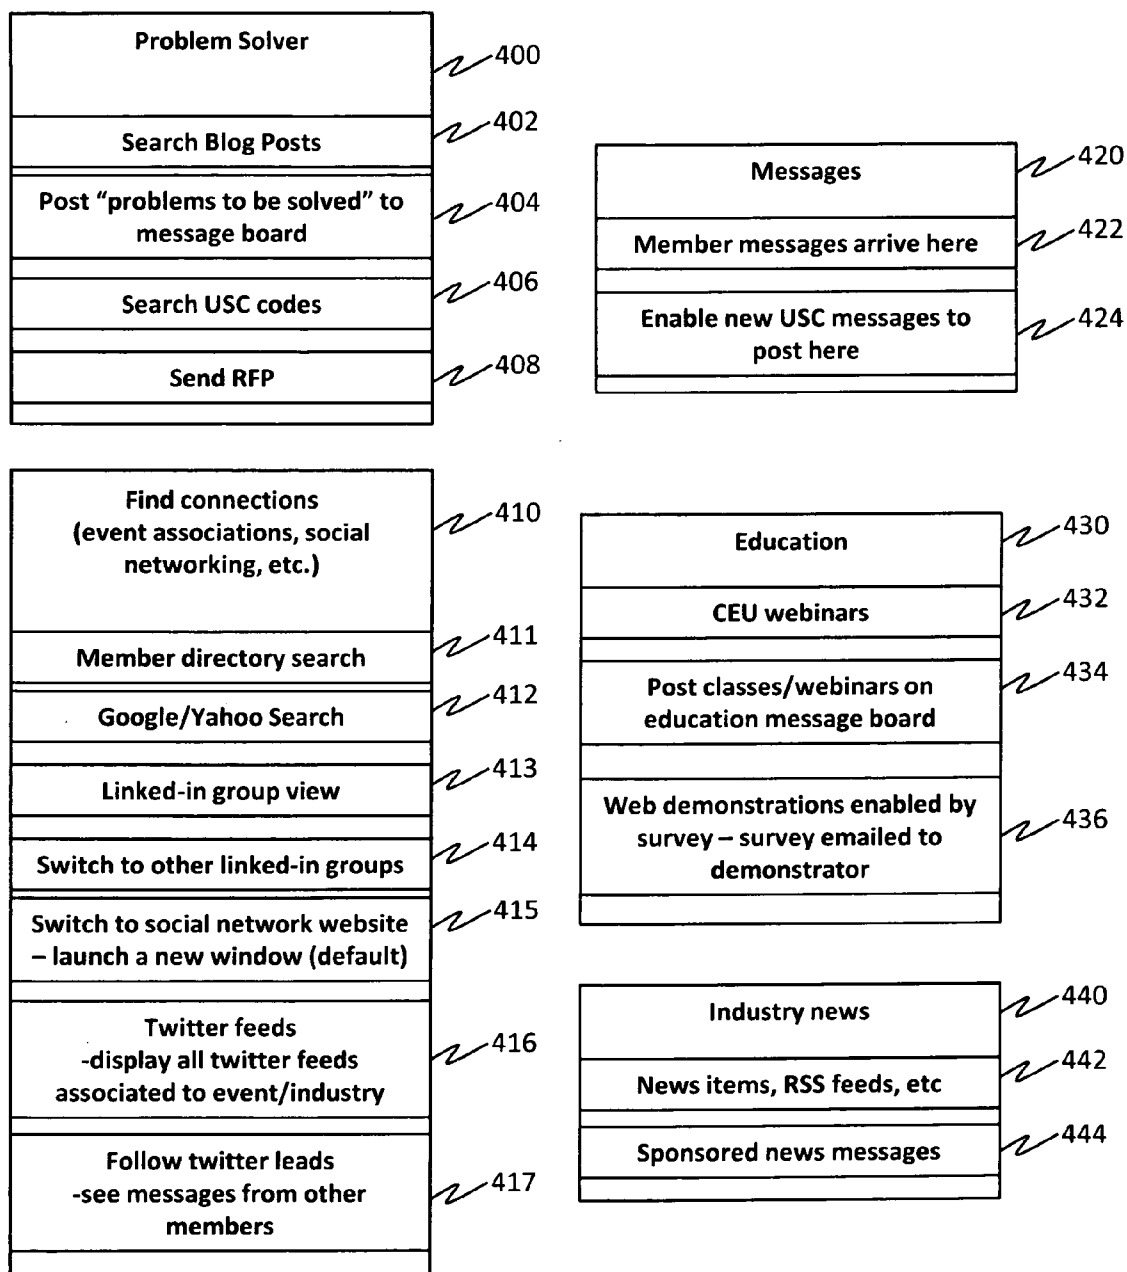 Problem Solver
400
Search Blog Posts
402
Post “problems to be solved” to
message board
404
Search USC codes
406
Send RFP
408
Find connections
(event associations, social
networking, etc.)
410
Member directory search
411
Google/Yahoo Search
412
Linked-in group view
413
Switch to other linked-in groups
414
Switch to social network website
– launch a new window (default)
415
Twitter feeds
-display all twitter feeds
associated to event/industry
416
Follow twitter leads
-see messages from other
members
417
Messages
420
Member messages arrive here
422
Enable new USC messages to
post here
424
Education
430
CEU webinars
432
Post classes/webinars on
education message board
434
Web demonstrations enabled by
survey – survey emailed to
demonstrator
436
Industry news
440
News items, RSS feeds, etc
442
Sponsored news messages
444